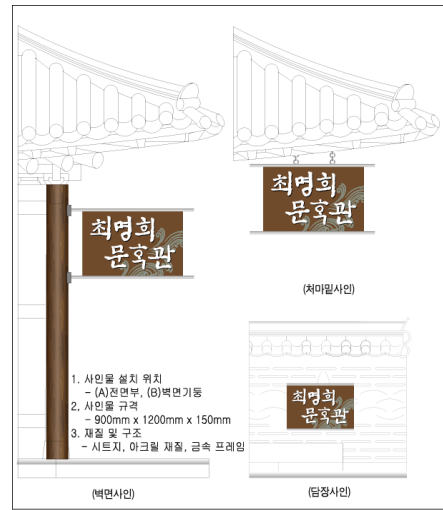 최명희
문학관
1. 사인물 설치 위치
- (A)전면부, (B)벽면기둥
2. 사인물 규격
- 900mm x 1200mm x 150mm
3. 재질 및 구조
- 시트지, 아크릴 재질, 금속 프레임
(벽면사인)
최명희
문학관
(처마밑사인)
최명희
문학관
(담장사인)